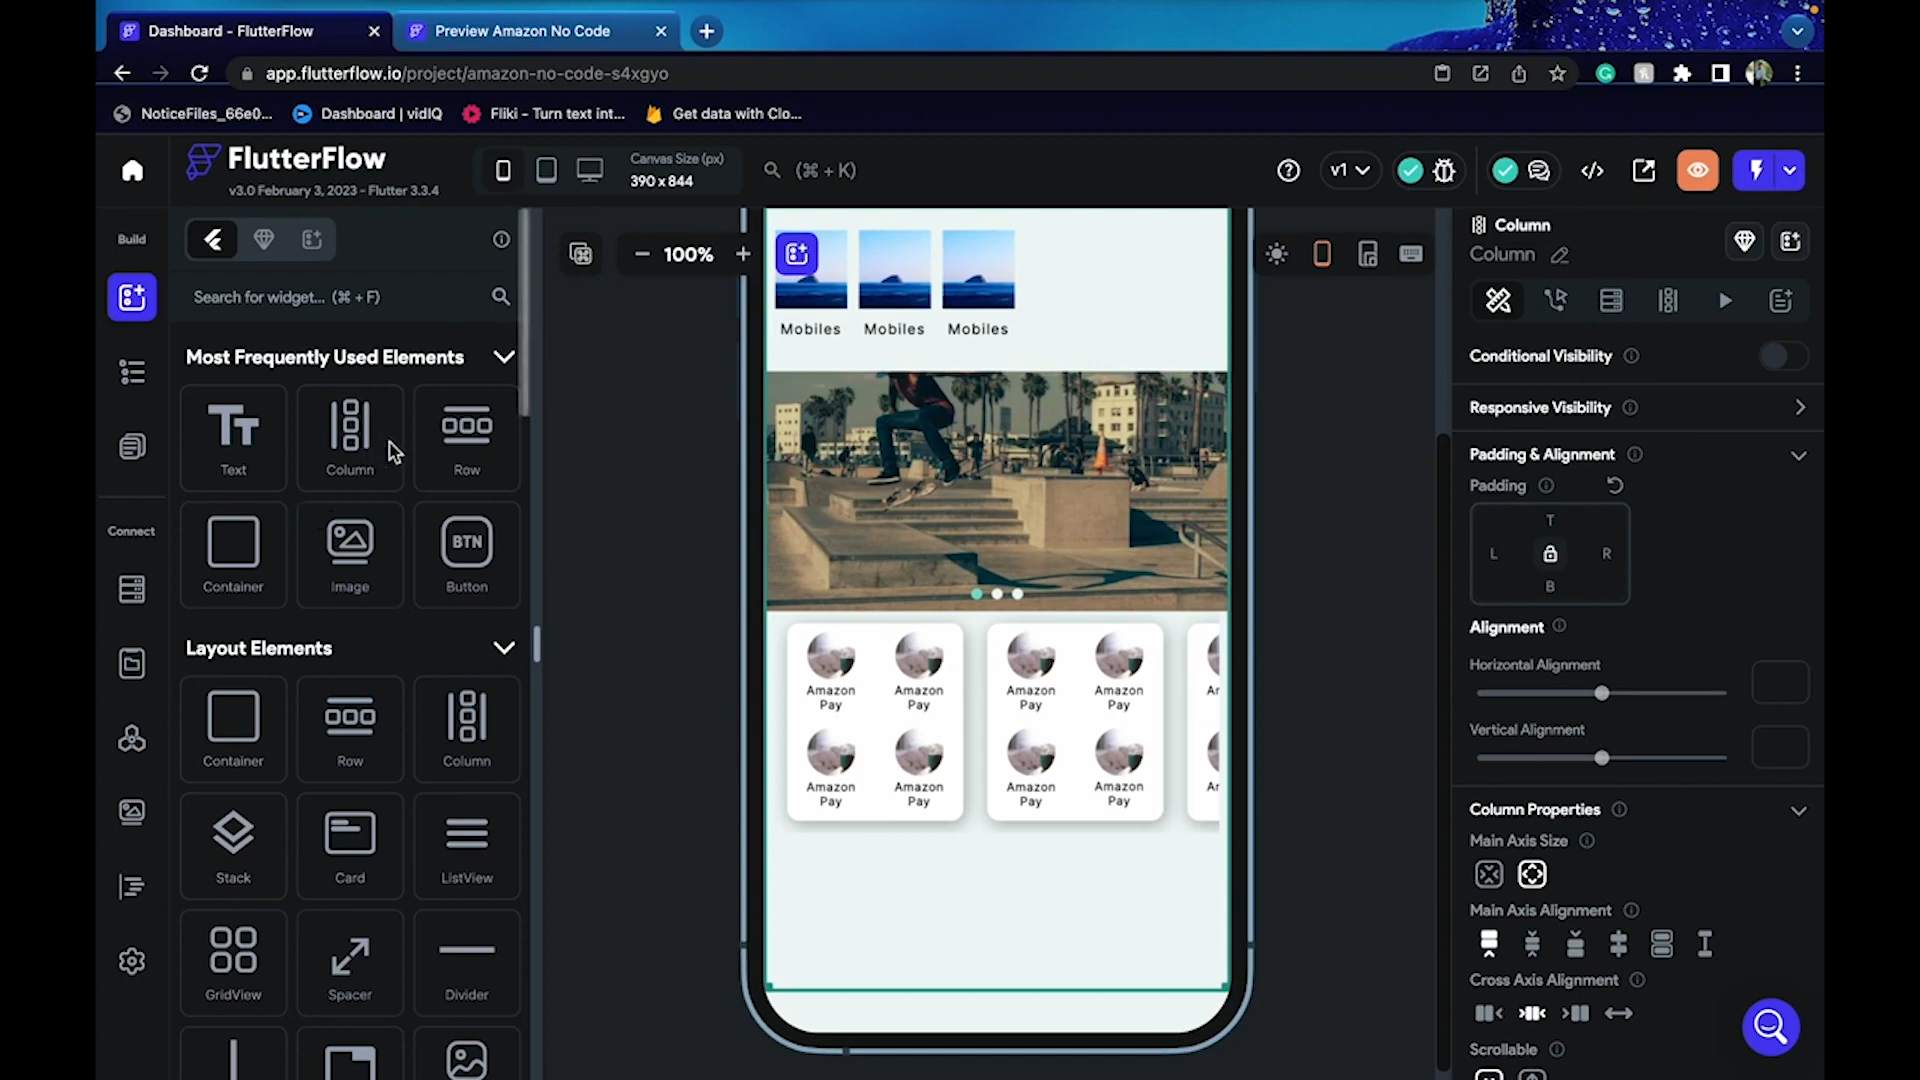 Dashboard - FlutterFlow
Preview Amazon No Code
app.flutterflow.io/project/amazon-no-code-s4xgyo
NoticeFiles_66e0...
Dashboard | vidIQ
Fliki - Turn text int...
Get data with Clo...
FlutterFlow
v3.0 February 3, 2023 - Flutter 3.3.4
Canvas Size (px)
390 x 844
(⌘ + K)
v1
Build
Search for widget... (⌘ + F)
Most Frequently Used Elements
Text
Column
Row
Container
Image
BTN
Button
Connect
Layout Elements
Container
Row
Column
Stack
Card
ListView
GridView
Spacer
Divider
100%
Mobiles
Mobiles
Mobiles
Amazon
Pay
Amazon
Pay
Amazon
Pay
Amazon
Pay
Ar
Amazon
Pay
Amazon
Pay
Amazon
Pay
Amazon
Pay
Ar
Column
Column
Conditional Visibility
Responsive Visibility
Padding & Alignment
Padding
T
L
R
B
Alignment
Horizontal Alignment
Vertical Alignment
Column Properties
Main Axis Size
Main Axis Alignment
Cross Axis Alignment
Scrollable